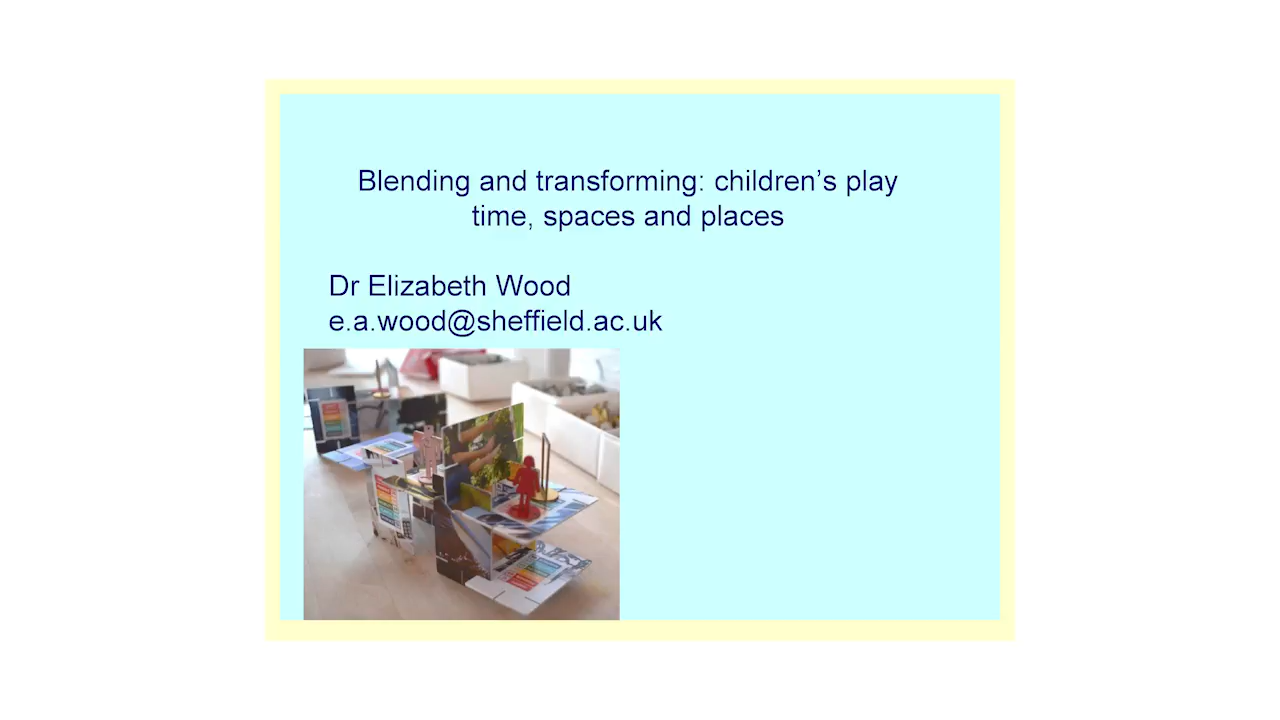 Blending and transforming: children’s play
time, spaces and places
Dr Elizabeth Wood
e.a.wood@sheffield.ac.uk